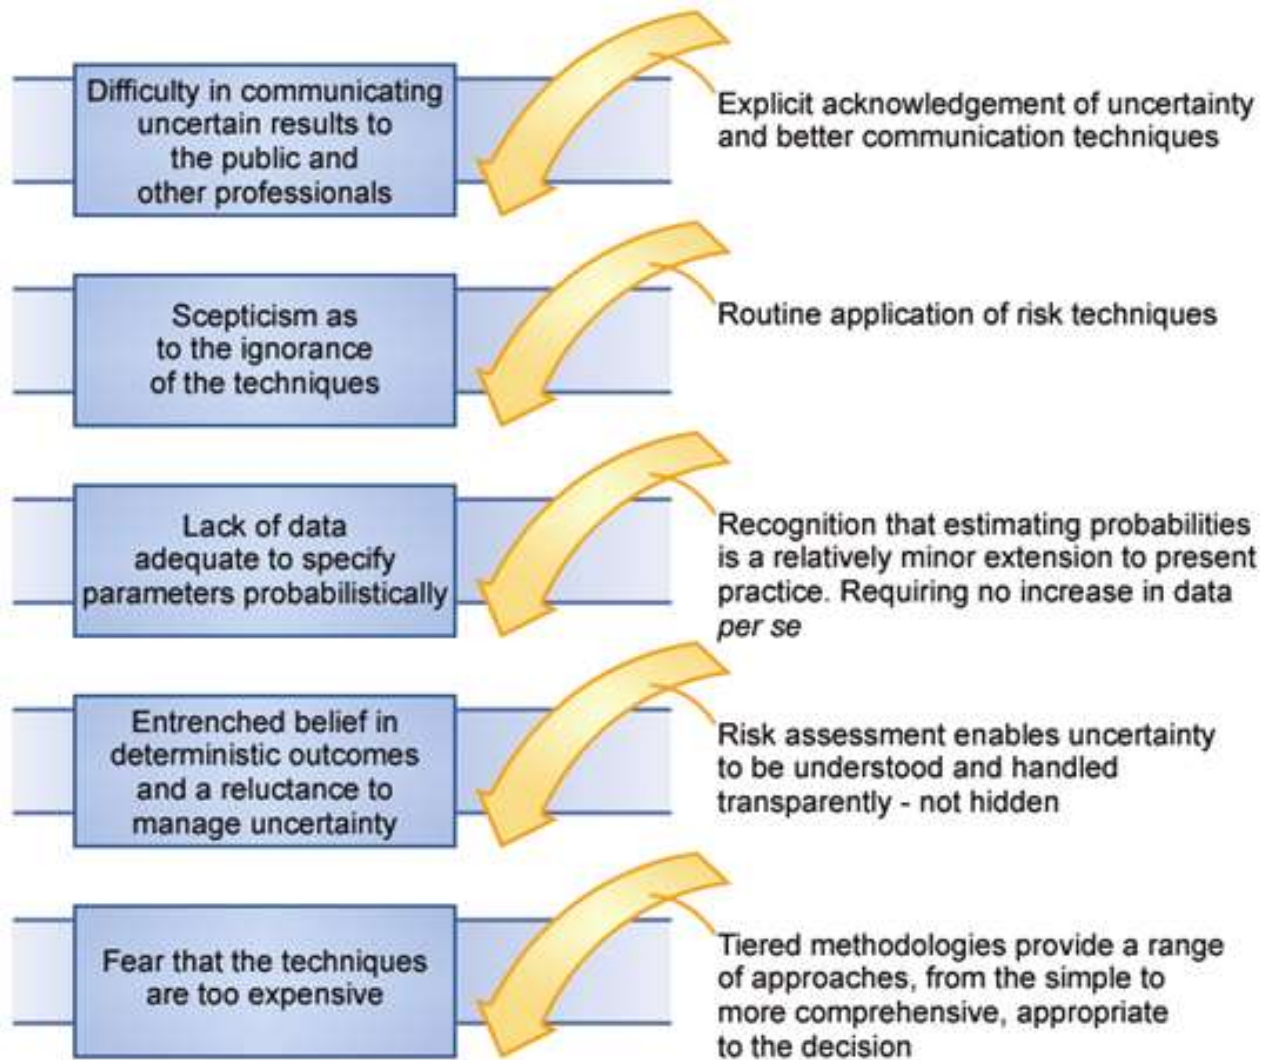 Difficulty in communicating
uncertain results to
the public and
other professionals
Explicit acknowledgement of uncertainty
and better communication techniques
Scepticism as
to the ignorance
of the techniques
Routine application of risk techniques
Lack of data
adequate to specify
parameters probabilistically
Recognition that estimating probabilities
is a relatively minor extension to present
practice. Requiring no increase in data
per se
Entrenched belief in
deterministic outcomes
and a reluctance to
manage uncertainty
Risk assessment enables uncertainty
to be understood and handled
transparently - not hidden
Fear that the techniques
are too expensive
Tiered methodologies provide a range
of approaches, from the simple to
more comprehensive, appropriate
to the decision